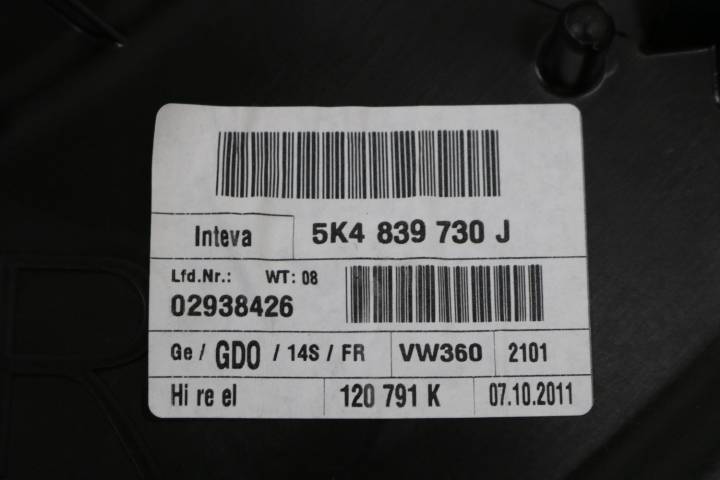 Inteva 5K4 839 730 J
Lfd.Nr.: WT: 08
02938426
Ge / GDO / 14S / FR VW360 2101
Hi re el 120 791 K 07.10.2011
R